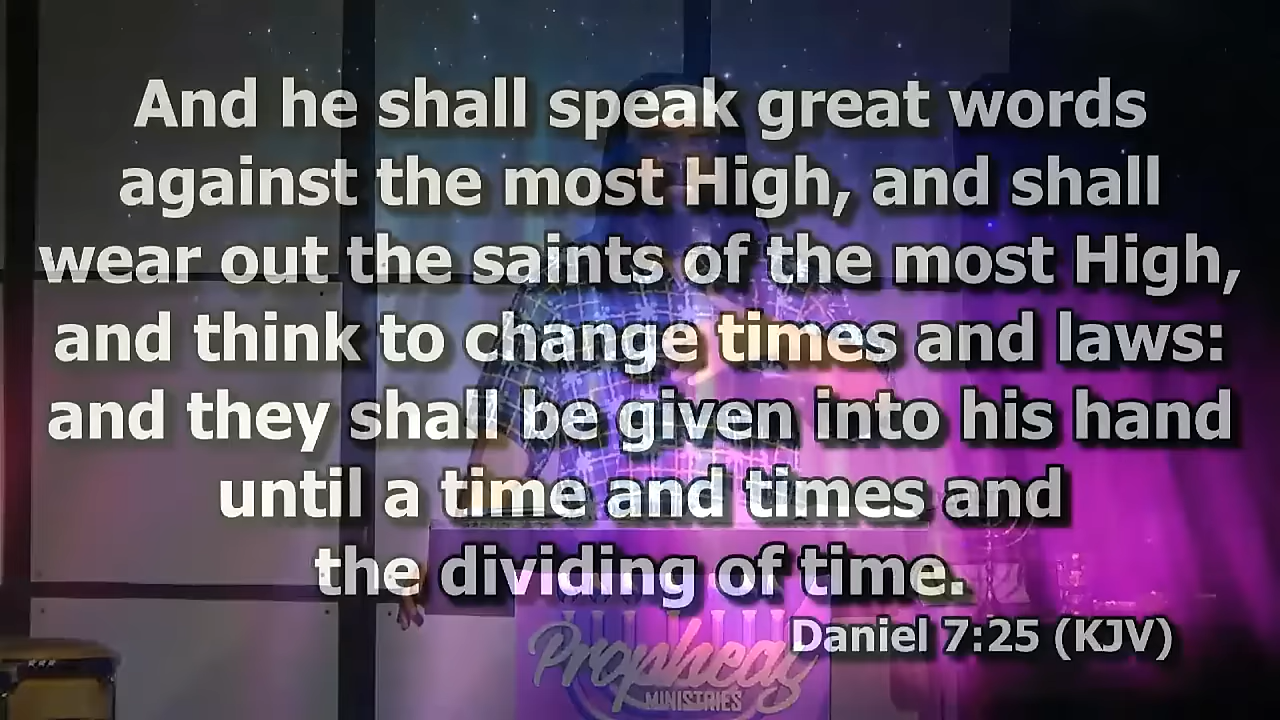 And he shall speak great words
against the most High, and shall
wear out the saints of the most High,
and think to change times and laws:
and they shall be given into his hand
until a time and times and
the dividing of time.
Daniel 7:25 (KJV)
Propheay
MINISTRIES